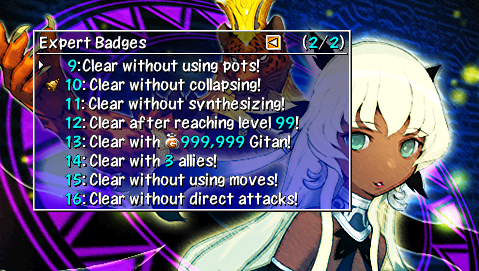 Expert Badges (2/2)
9:Clear without using pots!
10: Clear without collapsing!
11: Clear without synthesizing!
12: Clear after reaching level 99!
13: Clear with 999,999 Gitan!
14: Clear with 3 allies!
15: Clear without using moves!
16: Clear without direct attacks!